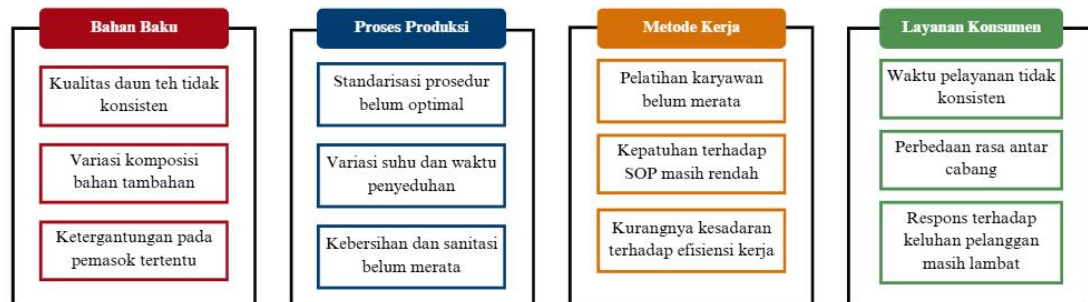 Bahan Baku
Kualitas daun teh tidak
konsisten
Variasi komposisi
bahan tambahan
Ketergantungan pada
pemasok tertentu
Proses Produksi
Standarisasi prosedur
belum optimal
Variasi suhu dan waktu
penyeduhan
Kebersihan dan sanitasi
belum merata
Metode Kerja
Pelatihan karyawan
belum merata
Kepatuhan terhadap
SOP masih rendah
Kurangnya kesadaran
terhadap efisiensi kerja
Layanan Konsumen
Waktu pelayanan tidak
konsisten
Perbedaan rasa antar
cabang
Respons terhadap
keluhan pelanggan
masih lambat